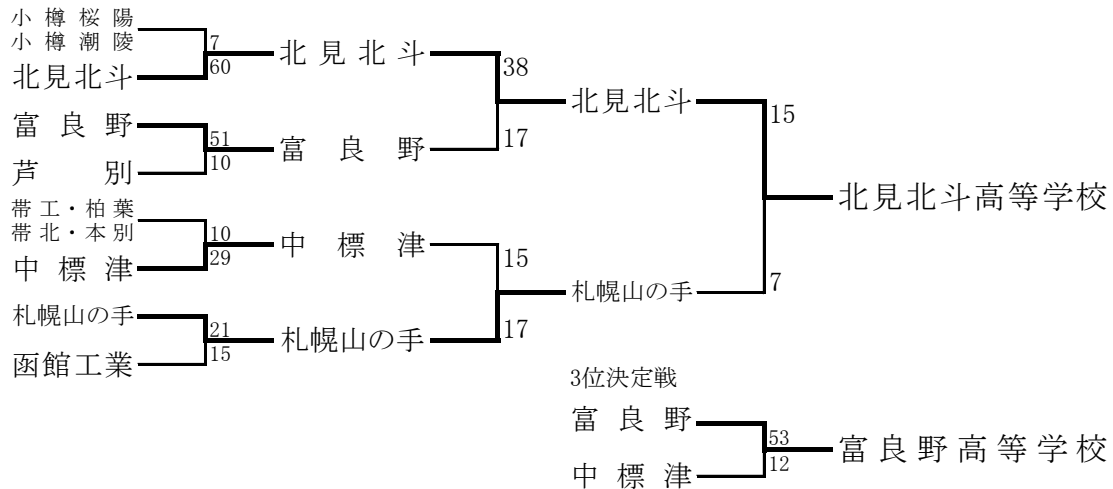 小樽桜陽
小樽潮陵
7
60
北見北斗
北見北斗
38
富良野
51
10
芦別
富良野
17
北見北斗
15
帯工・柏葉
帯北・本別
10
29
中標津
中標津
15
札幌山の手
21
15
函館工業
札幌山の手
17
札幌山の手
7
北見北斗高等学校
3位決定戦
富良野
53
12
中標津
富良野高等学校